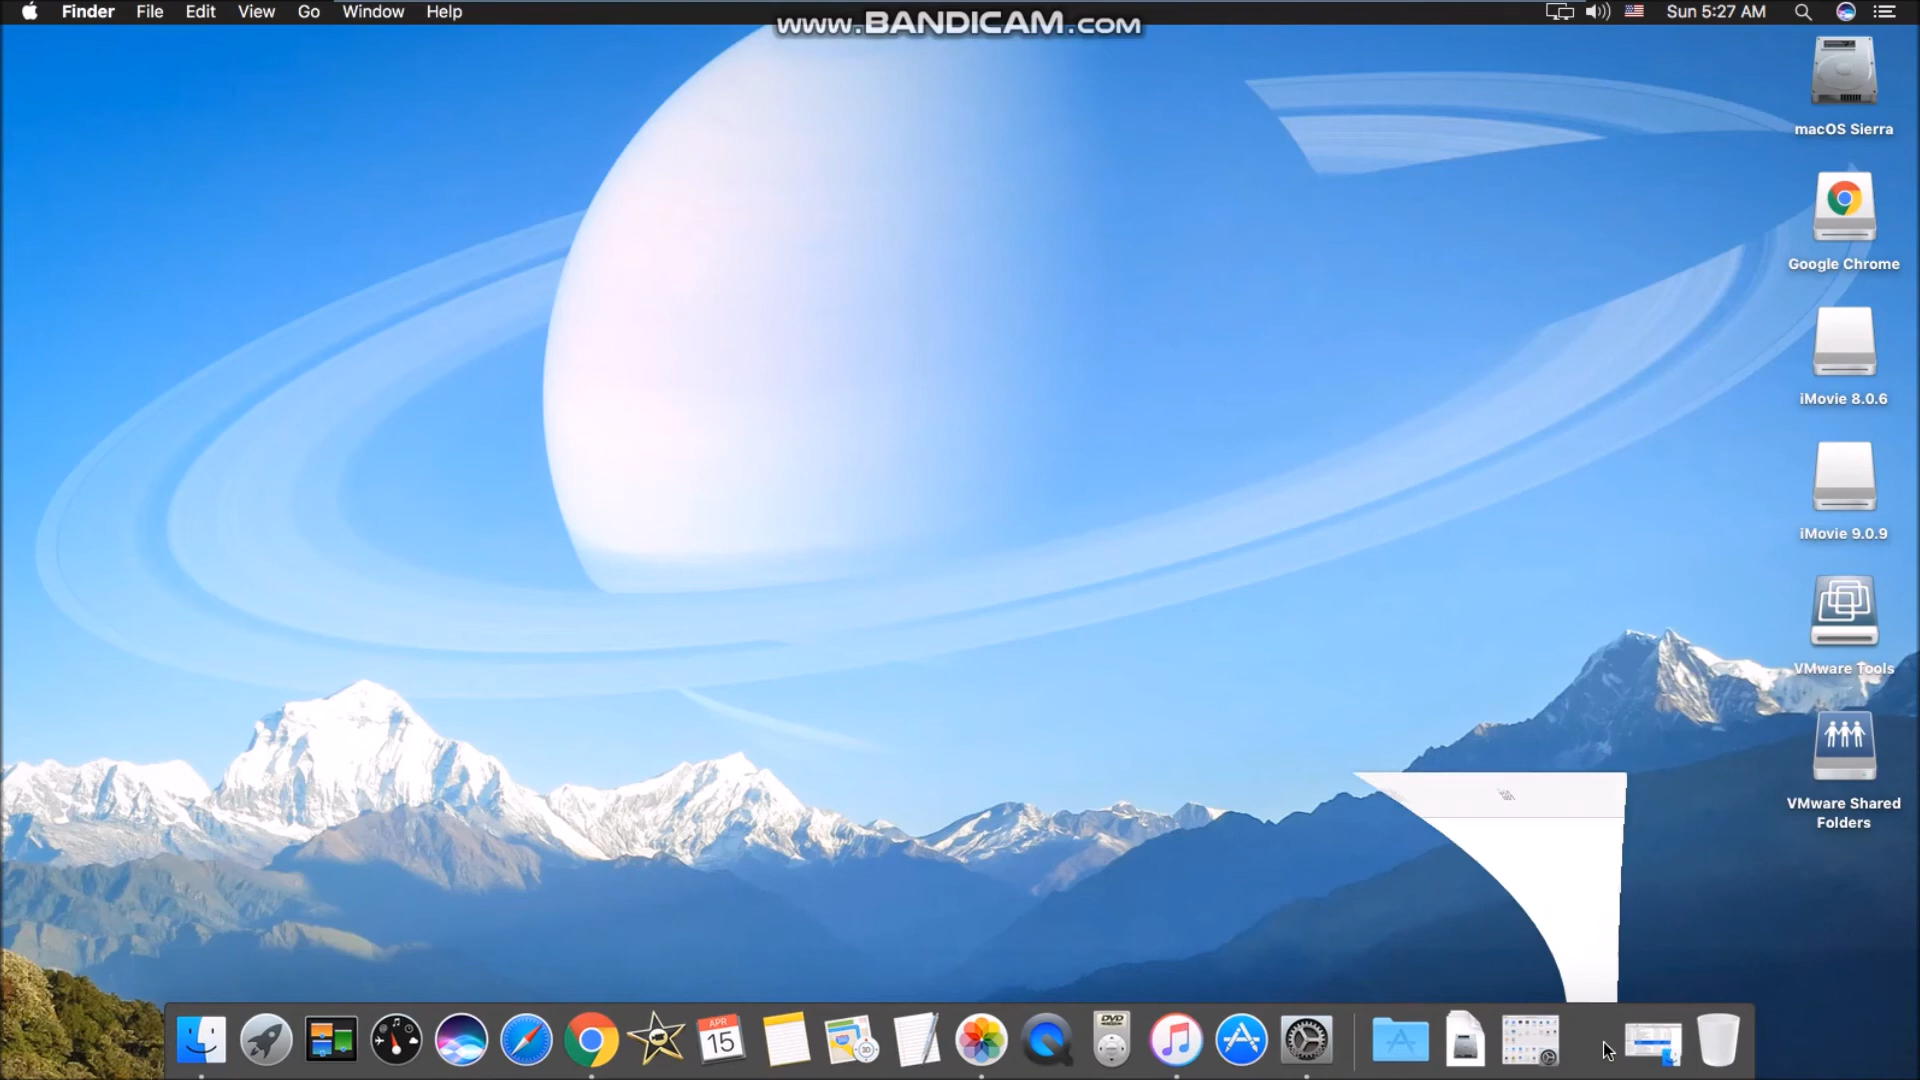 Finder File Edit View Go Window Help
www.BANDICAM.com
Sun 5:27 AM
macOS Sierra
Google Chrome
iMovie 8.0.6
iMovie 9.0.9
VMware Tools
VMware Shared
Folders
APR
15
3D
DVD